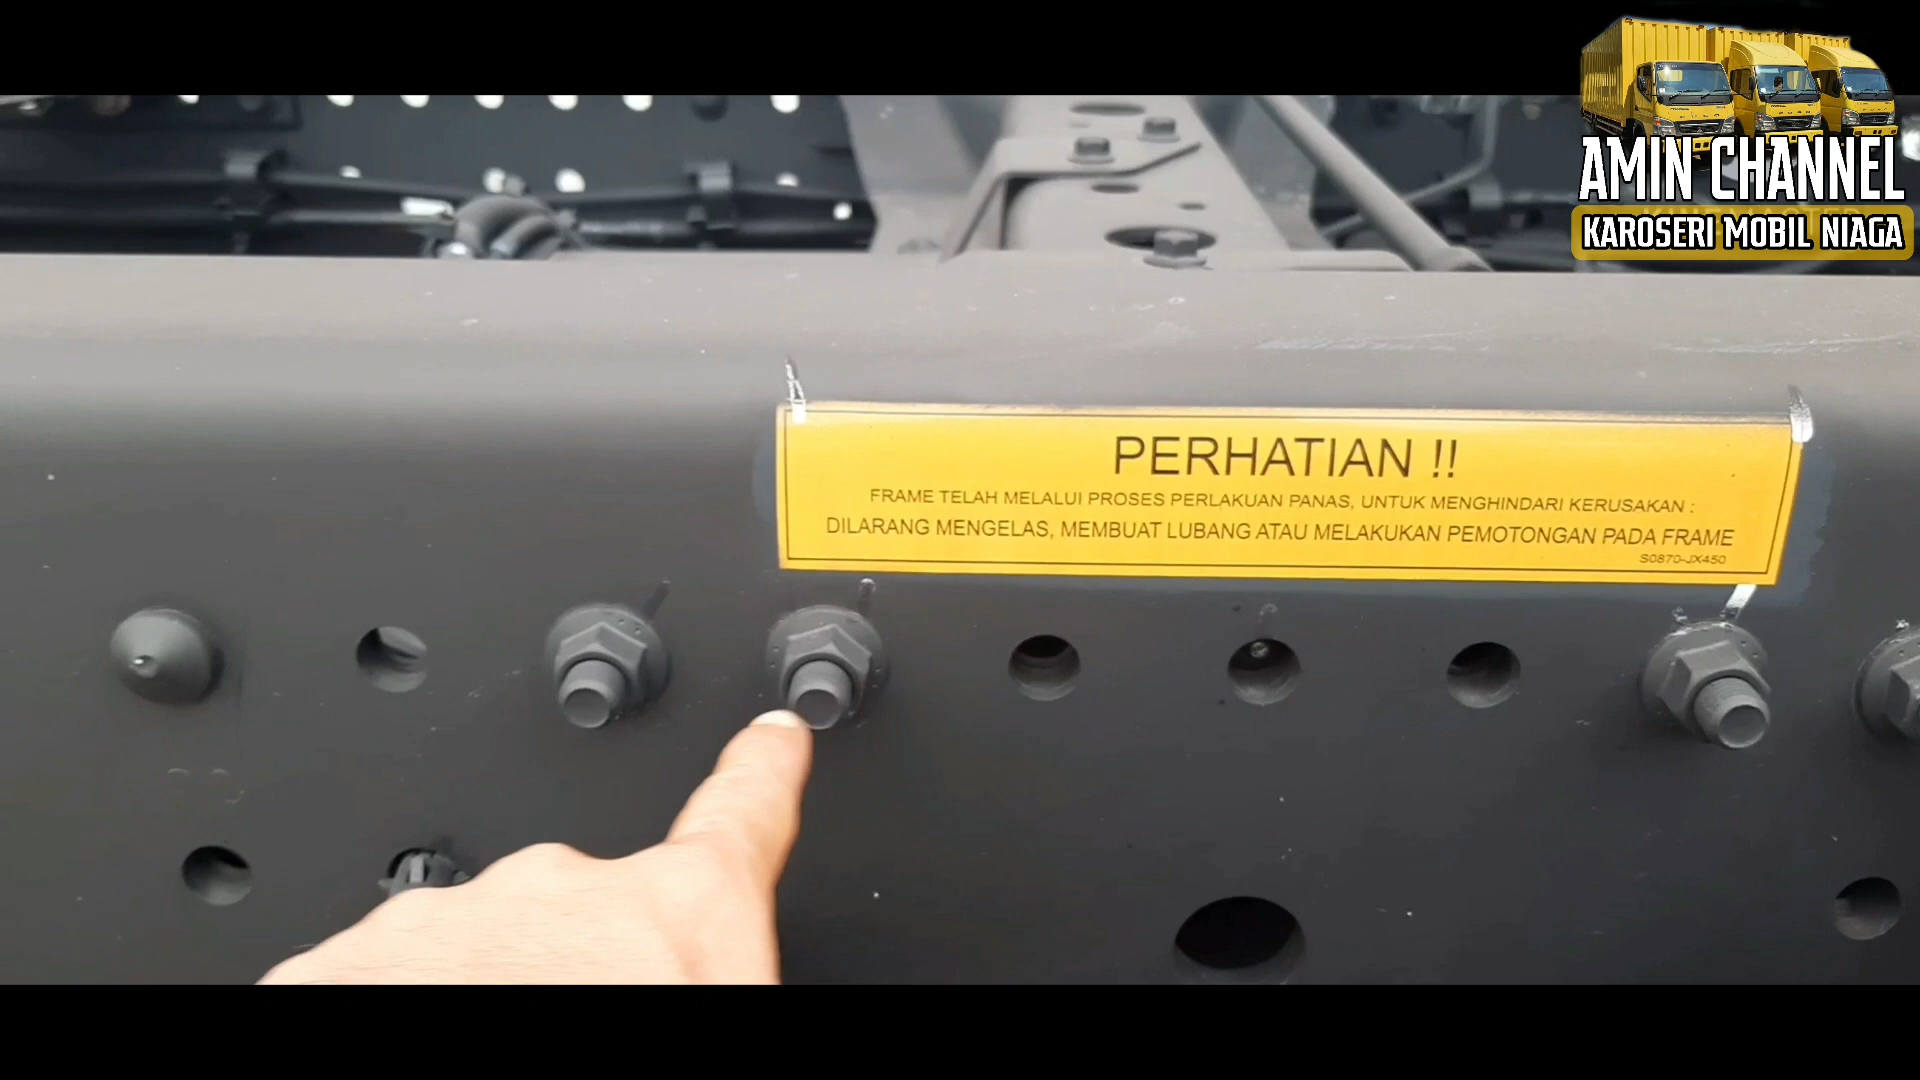 AMIN CHANNEL
KAROSERI MOBIL NIAGA
PERHATIAN !!
FRAME TELAH MELALUI PROSES PERLAKUAN PANAS, UNTUK MENGHINDARI KERUSAKAN :
DILARANG MENGELAS, MEMBUAT LUBANG ATAU MELAKUKAN PEMOTONGAN PADA FRAME
S0870-JX450